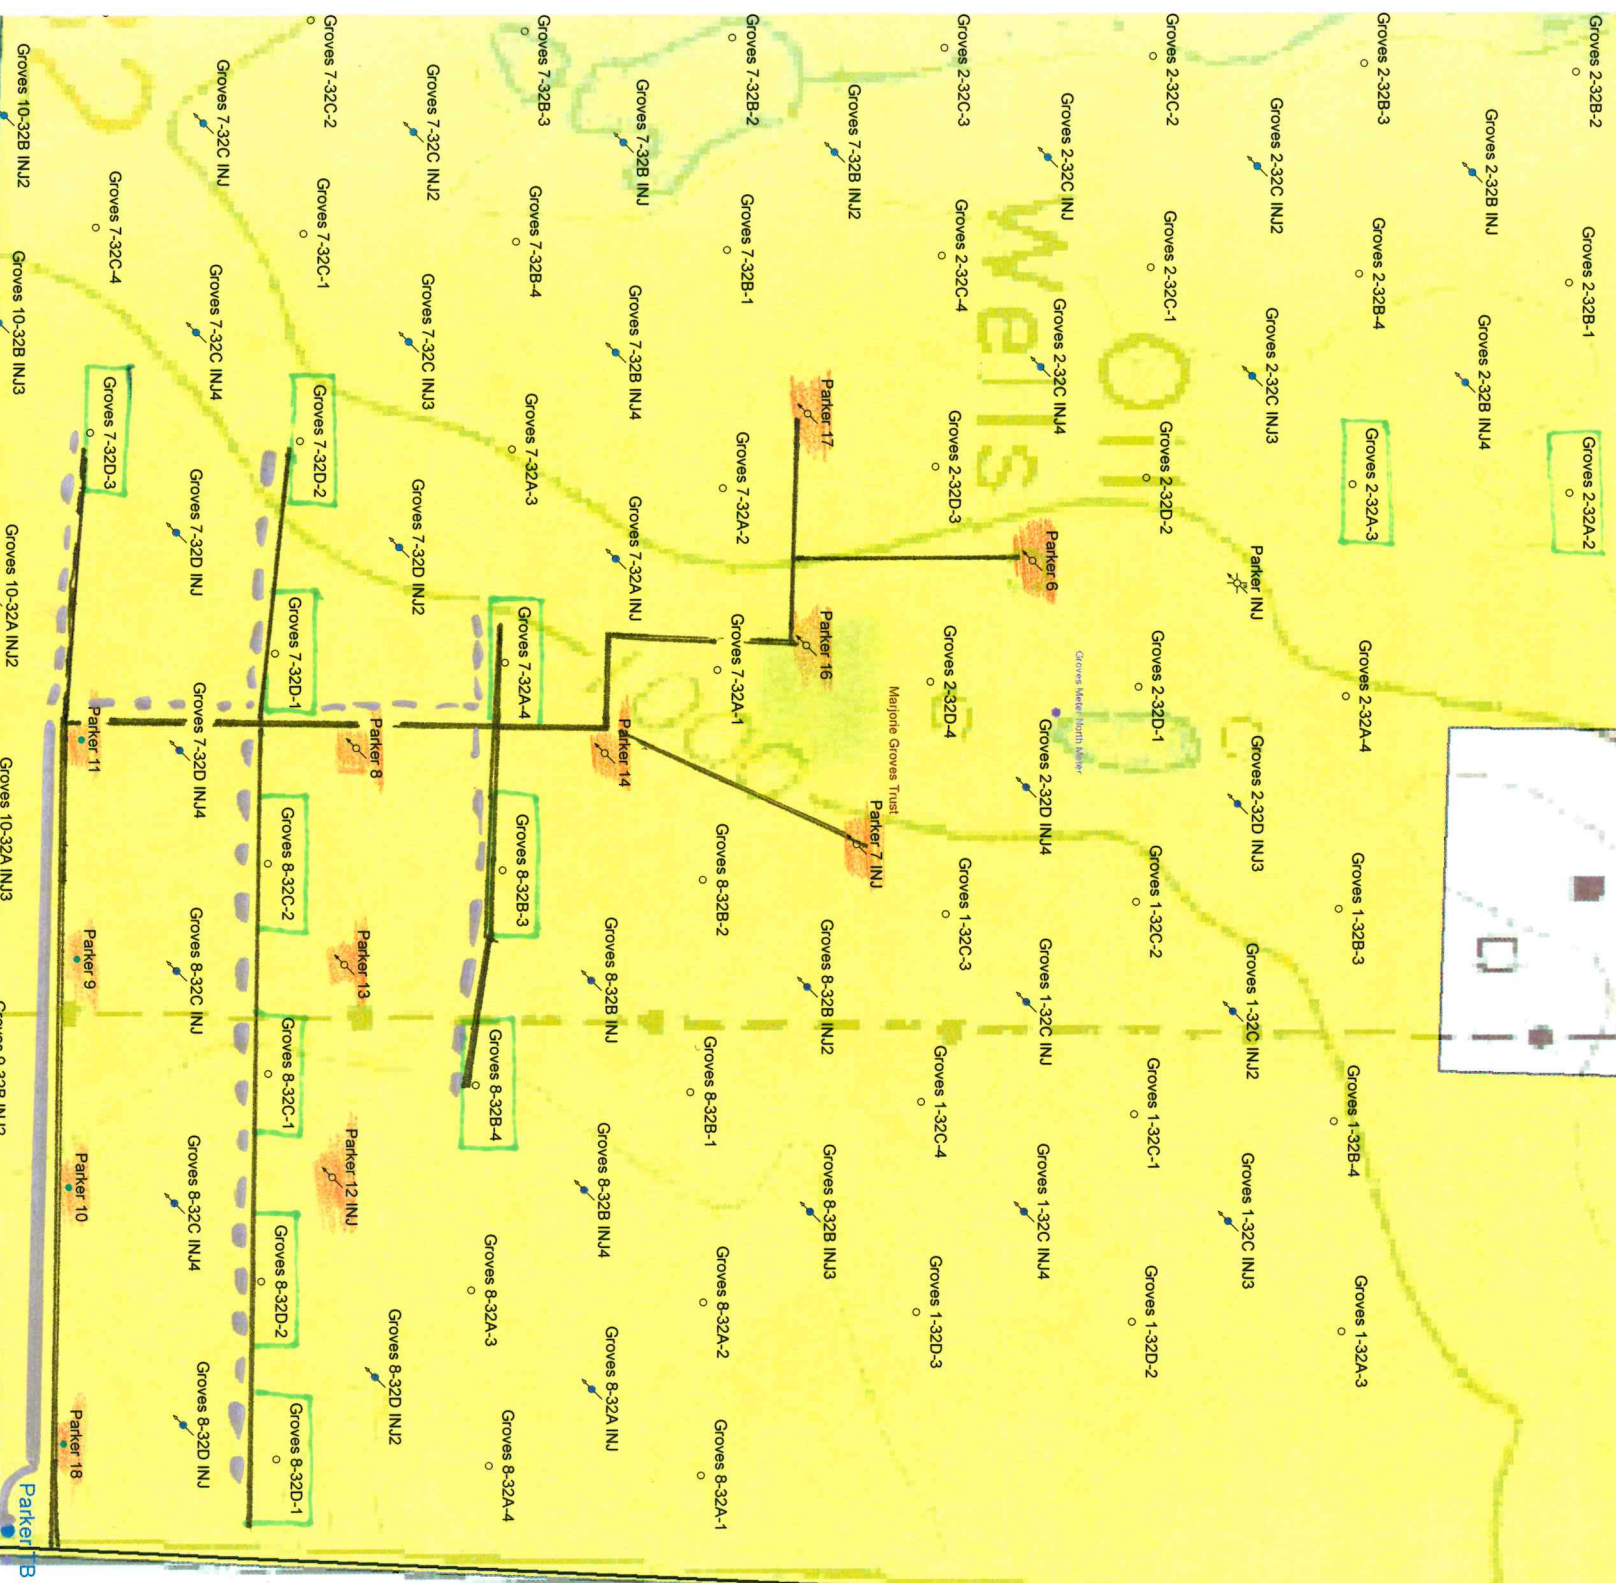 Groves 2-32B-2
Groves 2-32B-1
Groves 2-32A-2
Groves 2-32B INJ
Groves 2-32B INJ4
Groves 2-32B-3
Groves 2-32B-4
Groves 2-32A-3
Groves 2-32A-4
Groves 1-32B-3
Groves 1-32B-4
Groves 1-32A-3
Groves 2-32C INJ2
Groves 2-32C INJ3
Parker INJ
Groves 2-32D INJ3
Groves 1-32C INJ2
Groves 1-32C INJ3
Groves 2-32C-2
Groves 2-32C-1
Groves 2-32D-2
Groves 2-32D-1
Groves 1-32C-2
Groves 1-32C-1
Groves 1-32D-2
Oil
Groves Meter North Meter
Groves 2-32C INJ
Groves 2-32C INJ4
Parker 6
Groves 2-32D INJ4
Groves 1-32C INJ
Groves 1-32C INJ4
Wells
Groves 2-32C-3
Groves 2-32C-4
Groves 2-32D-3
Groves 2-32D-4
Groves 1-32C-3
Groves 1-32C-4
Groves 1-32D-3
Marjorie Groves Trust
Groves 7-32B INJ2
Parker 17
Parker 16
Parker 7 INJ
Groves 8-32B INJ2
Groves 8-32B INJ3
Groves 7-32B-2
Groves 7-32B-1
Groves 7-32A-2
Groves 7-32A-1
Groves 8-32B-2
Groves 8-32B-1
Groves 8-32A-2
Groves 8-32A-1
Groves 7-32B INJ
Groves 7-32B INJ4
Groves 7-32A INJ
Parker 14
Groves 8-32B INJ
Groves 8-32B INJ4
Groves 8-32A INJ
Groves 7-32B-3
Groves 7-32B-4
Groves 7-32A-3
Groves 7-32A-4
Groves 8-32B-3
Groves 8-32B-4
Groves 8-32A-3
Groves 8-32A-4
Groves 7-32C INJ2
Groves 7-32C INJ3
Groves 7-32D INJ2
Parker 8
Parker 13
Parker 12 INJ
Groves 8-32D INJ2
Groves 7-32C-2
Groves 7-32C-1
Groves 7-32D-2
Groves 7-32D-1
Groves 8-32C-2
Groves 8-32C-1
Groves 8-32D-2
Groves 8-32D-1
Groves 7-32C INJ
Groves 7-32C INJ4
Groves 7-32D INJ
Groves 7-32D INJ4
Groves 8-32C INJ
Groves 8-32C INJ4
Groves 8-32D INJ
Groves 7-32C-4
Groves 7-32D-3
Parker 11
Parker 9
Parker 10
Parker 18
Groves 10-32B INJ2
Groves 10-32B INJ3
Groves 10-32A INJ2
Groves 10-32A INJ3
Parker TB